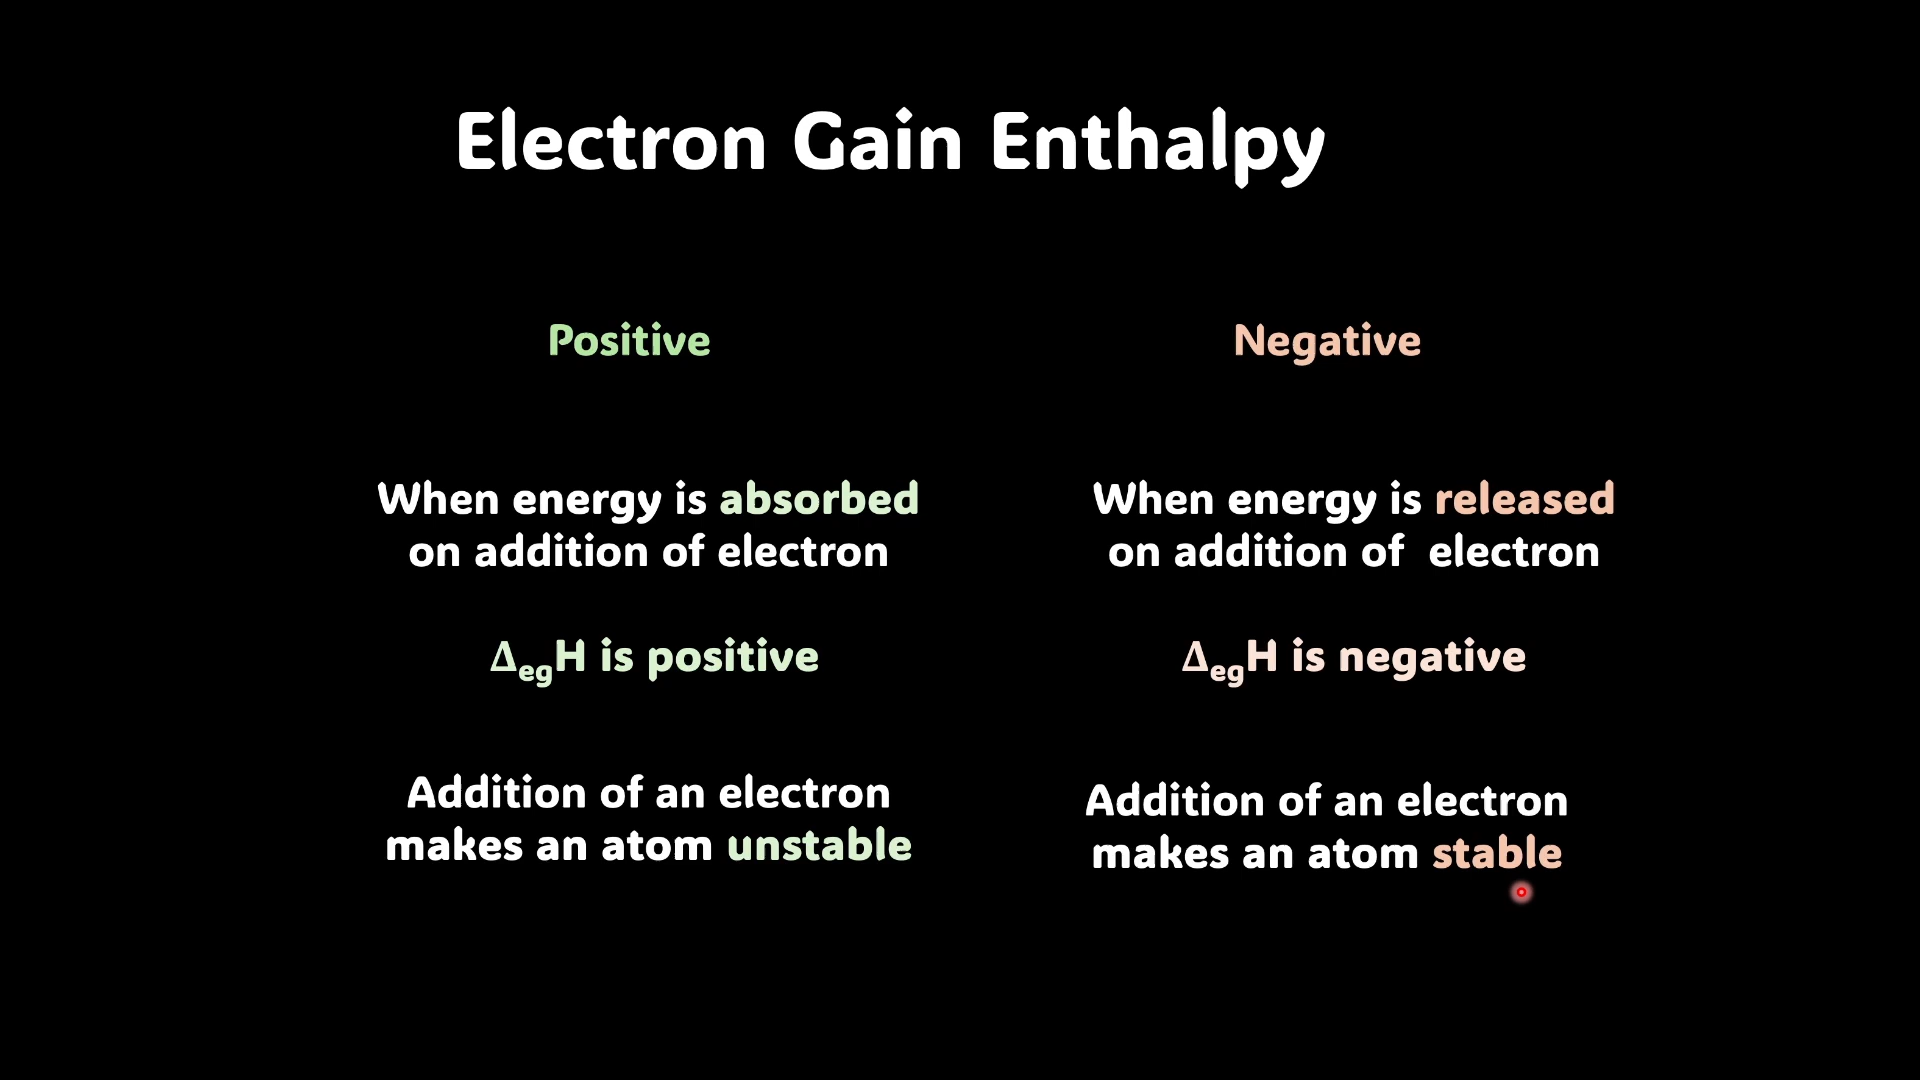 Electron Gain Enthalpy
Positive
When energy is absorbed
on addition of electron
ΔegH is positive
Addition of an electron
makes an atom unstable
Negative
When energy is released
on addition of  electron
ΔegH is negative
Addition of an electron
makes an atom stable